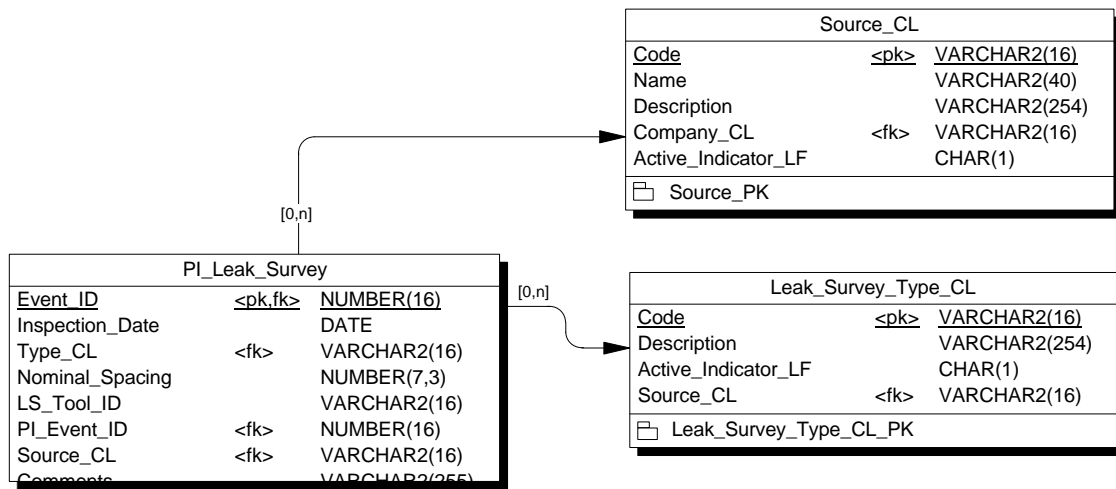 Source_CL
Code <pk> VARCHAR2(16)
Name VARCHAR2(40)
Description VARCHAR2(254)
Company_CL <fk> VARCHAR2(16)
Active_Indicator_LF CHAR(1)
Source_PK
[0,n]
PI_Leak_Survey
Event_ID <pk,fk> NUMBER(16)
Inspection_Date DATE
Type_CL <fk> VARCHAR2(16)
Nominal_Spacing NUMBER(7,3)
LS_Tool_ID VARCHAR2(16)
PI_Event_ID <fk> NUMBER(16)
Source_CL <fk> VARCHAR2(16)
Comments VARCHAR2(255)
[0,n]
Leak_Survey_Type_CL
Code <pk> VARCHAR2(16)
Description VARCHAR2(254)
Active_Indicator_LF CHAR(1)
Source_CL <fk> VARCHAR2(16)
Leak_Survey_Type_CL_PK